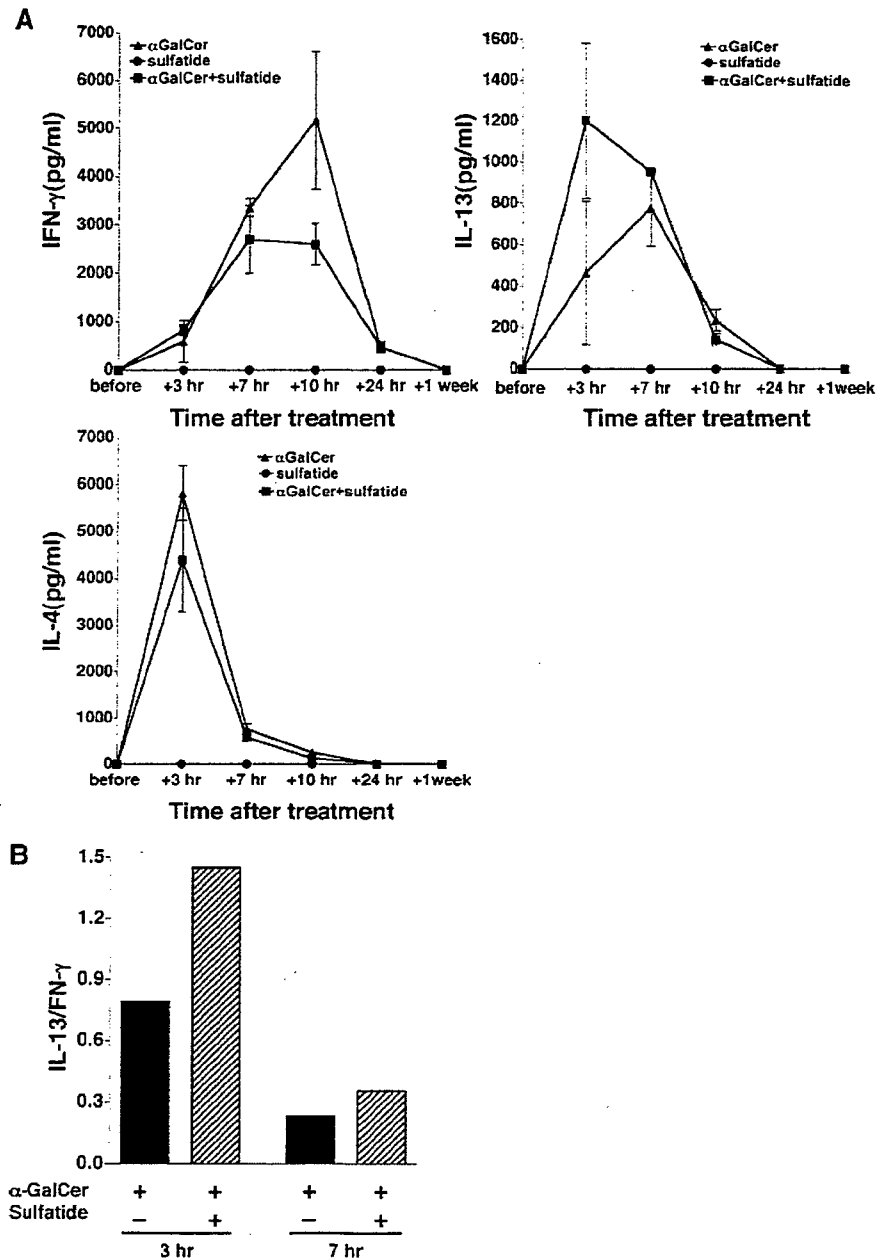 A
7000
6000
5000
4000
3000
2000
1000
0
IFN-γ(pg/ml)
αGalCor
sulfatide
αGalCer+sulfatide
before +3 hr +7 hr +10 hr +24 hr +1 week
Time after treatment
1600
1400
1200
1000
800
600
400
200
0
IL-13(pg/ml)
αGalCer
sulfatide
αGalCer+sulfatide
before +3 hr +7 hr +10 hr +24 hr +1week
Time after treatment
7000
6000
5000
4000
3000
2000
1000
0
IL-4(pg/ml)
αGalCer
sulfatide
αGalCer+sulfatide
before +3 hr +7 hr +10 hr +24 hr +1week
Time after treatment
B
1.5
1.2
0.9
0.6
0.3
0.0
IL-13/FN-γ
α-GalCer + + + +
Sulfatide − + − +
3 hr 7 hr